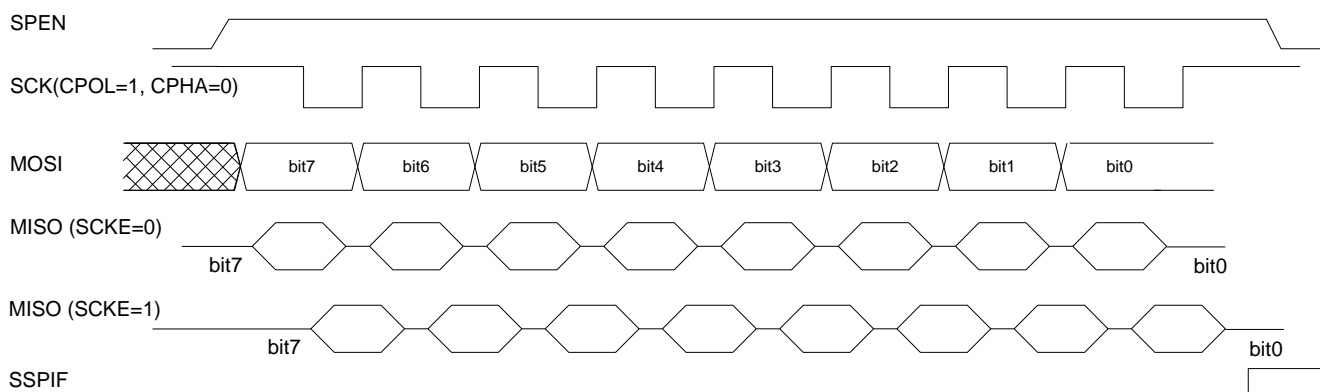 SPEN
SCK(CPOL=1, CPHA=0)
MOSI
bit7 bit6 bit5 bit4 bit3 bit2 bit1 bit0
MISO (SCKE=0)
bit7 bit0
MISO (SCKE=1)
bit7 bit0
SSPIF